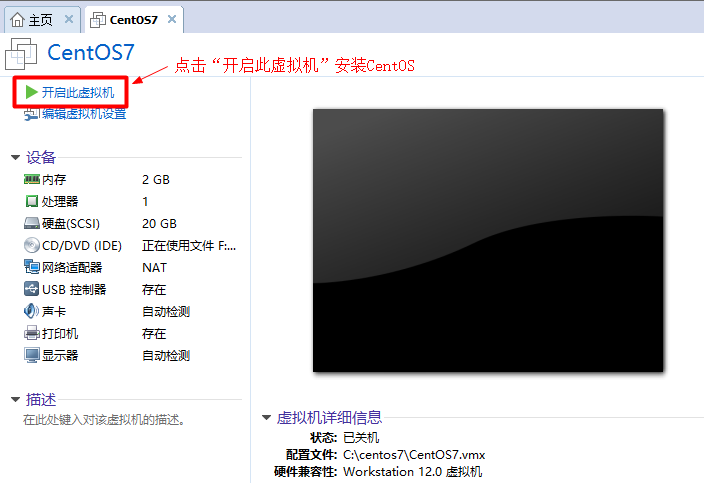 主页 CentOS7
CentOS7
点击“开启此虚拟机”安装CentOS
开启此虚拟机
编辑虚拟机设置
设备
内存 2 GB
处理器 1
硬盘(SCSI) 20 GB
CD/DVD (IDE) 正在使用文件 F:...
网络适配器 NAT
USB 控制器 存在
声卡 自动检测
打印机 存在
显示器 自动检测
描述
在此处键入对该虚拟机的描述。
虚拟机详细信息
状态: 已关机
配置文件: C:\centos7\CentOS7.vmx
硬件兼容性: Workstation 12.0 虚拟机